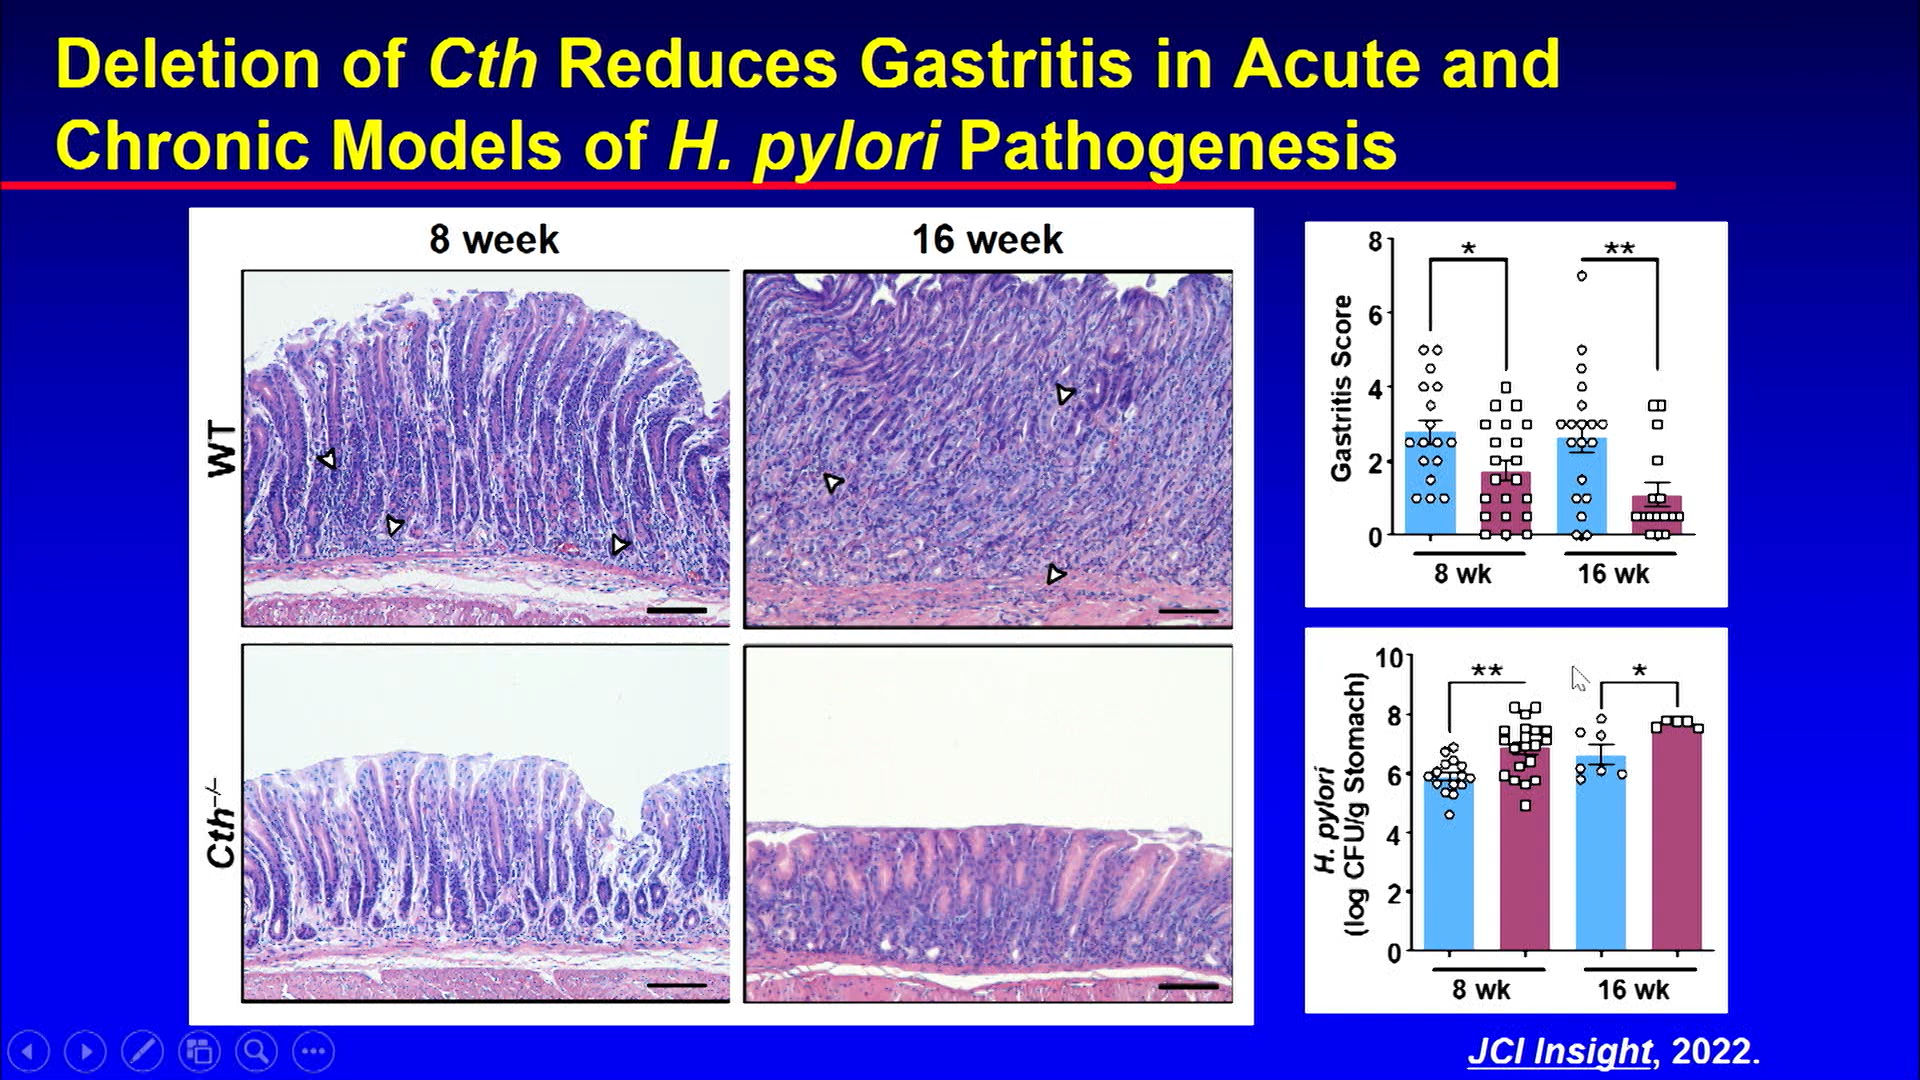 Deletion of Cth Reduces Gastritis in Acute and
Chronic Models of H. pylori Pathogenesis
8 week
16 week
WT
Cth–/–
8
6
4
2
0
Gastritis Score
*
**
8 wk
16 wk
10
8
6
4
2
0
H. pylori
(log CFU/g Stomach)
**
*
8 wk
16 wk
JCI Insight, 2022.